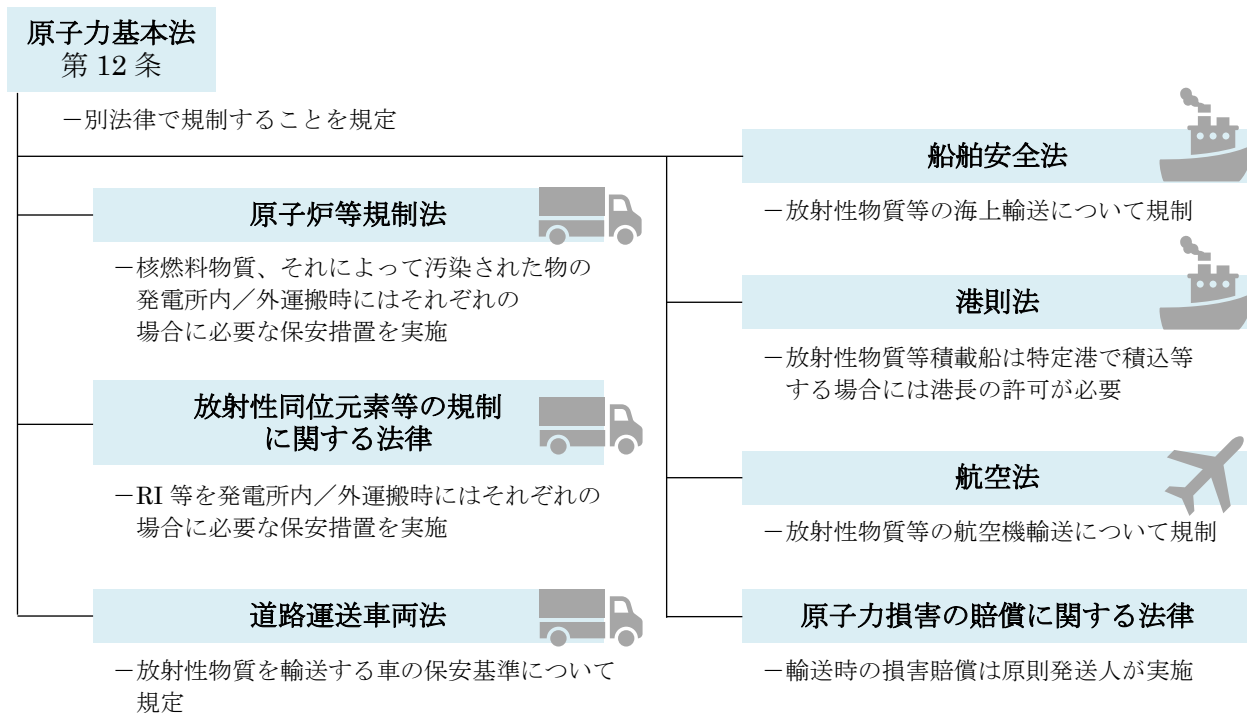 原子力基本法
第 12 条
－別法律で規制することを規定
原子炉等規制法
－核燃料物質、それによって汚染された物の
発電所内／外運搬時にはそれぞれの
場合に必要な保安措置を実施
放射性同位元素等の規制
に関する法律
－RI 等を発電所内／外運搬時にはそれぞれの
場合に必要な保安措置を実施
道路運送車両法
－放射性物質を輸送する車の保安基準について
規定
船舶安全法
－放射性物質等の海上輸送について規制
港則法
－放射性物質等積載船は特定港で積込等
する場合には港長の許可が必要
航空法
－放射性物質等の航空機輸送について規制
原子力損害の賠償に関する法律
－輸送時の損害賠償は原則発送人が実施